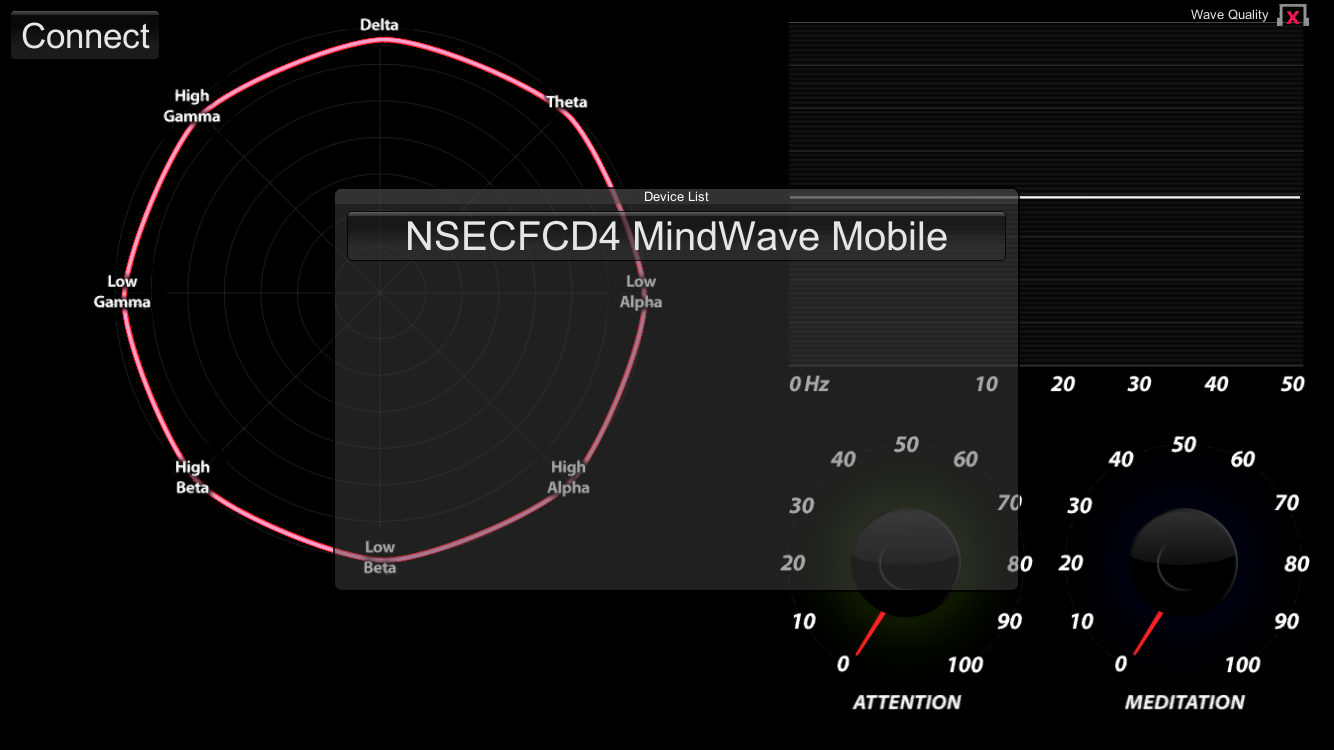 Connect
Delta
Wave Quality X
High
Gamma
Theta
Device List
NSECFCD4 MindWave Mobile
Low
Gamma
Low
Alpha
High
Beta
High
Alpha
Low
Beta
0 Hz 10 20 30 40 50
0 10 20 30 40 50 60 70 80 90 100
ATTENTION
0 10 20 30 40 50 60 70 80 90 100
MEDITATION